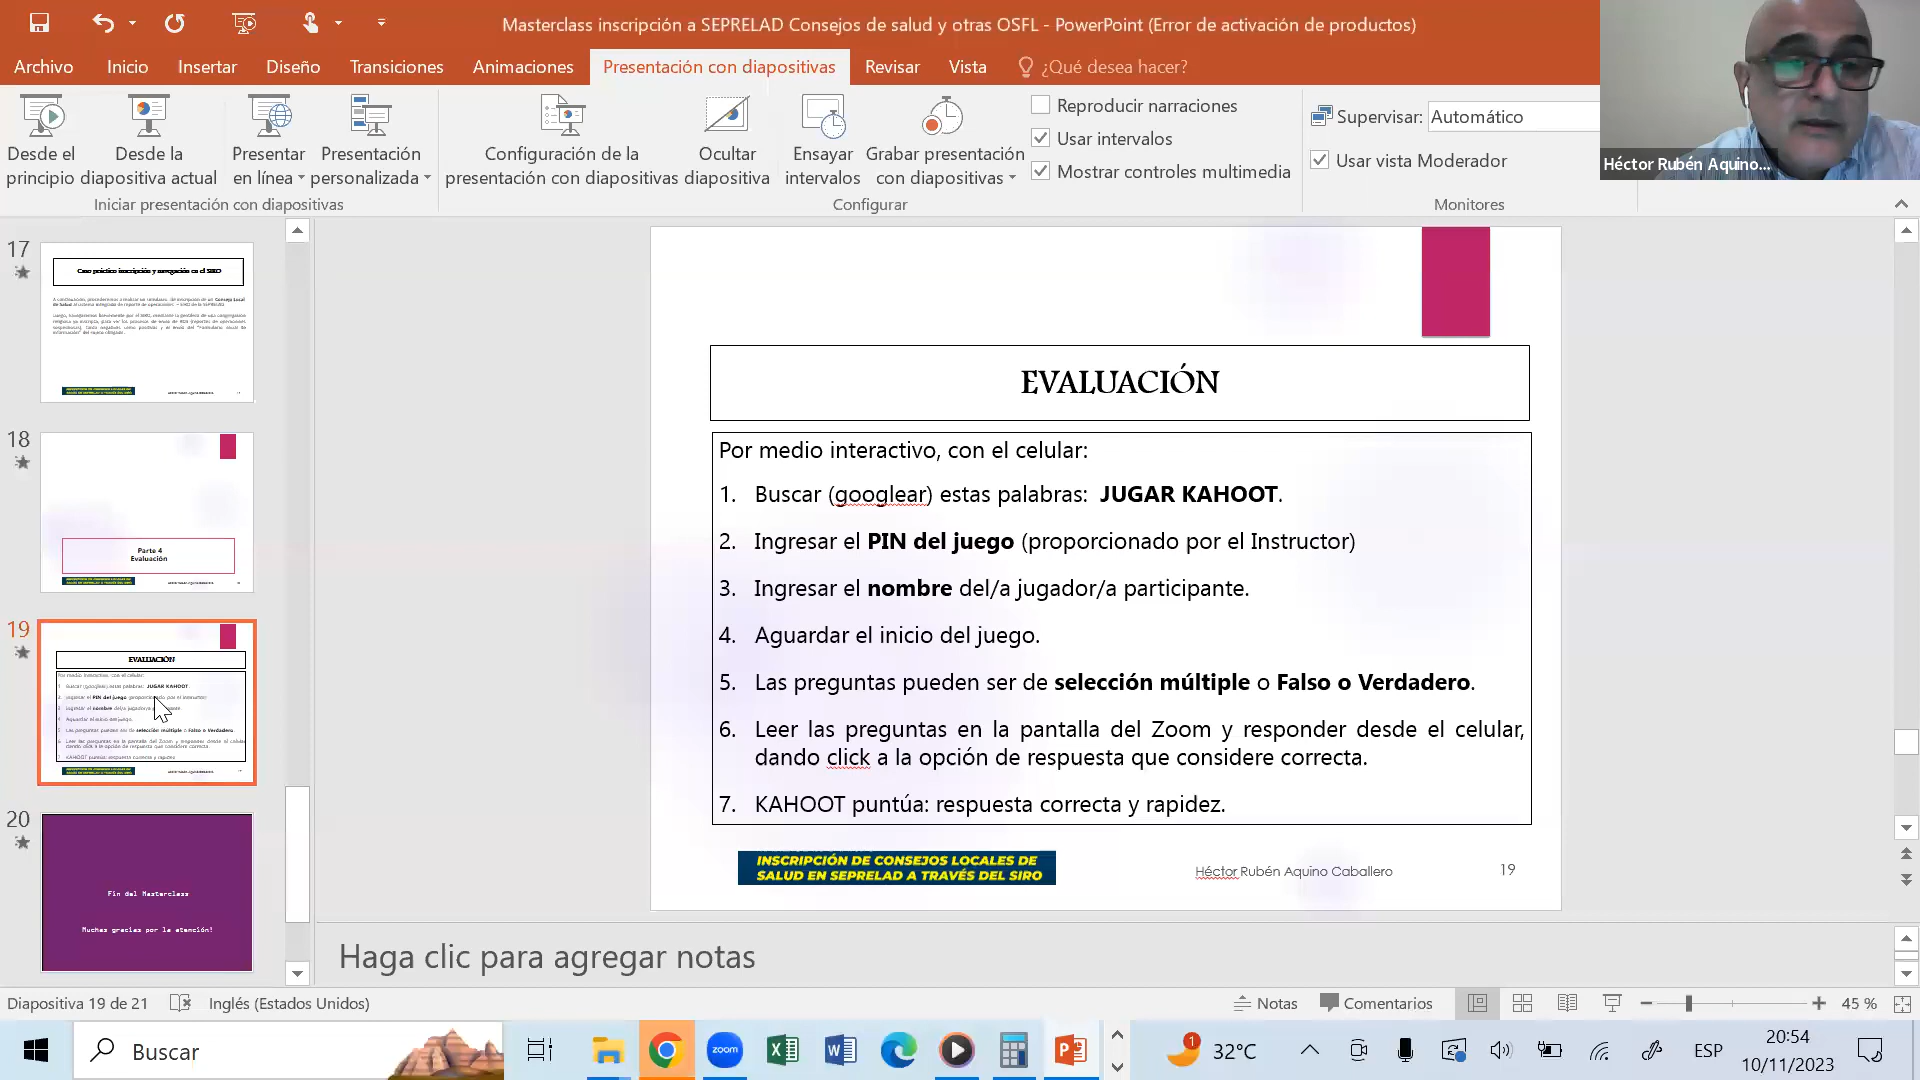 Masterclass inscripción a SEPRELAD Consejos de salud y otras OSFL - PowerPoint (Error de activación de productos)
Archivo Inicio Insertar Diseño Transiciones Animaciones Presentación con diapositivas Revisar Vista ¿Qué desea hacer?
Desde el principio
Desde la diapositiva actual
Presentar en línea
Presentación personalizada
Iniciar presentación con diapositivas
Configuración de la presentación con diapositivas
Ocultar diapositiva
Ensayar intervalos
Grabar presentación con diapositivas
Reproducir narraciones
Usar intervalos
Mostrar controles multimedia
Configurar
Supervisar: Automático
Usar vista Moderador
Monitores
Héctor Rubén Aquino...
17
Caso práctico inscripción y navegación en el SIRO
18
Parte 4
Evaluación
19
EVALUACIÓN
20
Fin del Masterclass
Muchas gracias por la atención!
EVALUACIÓN
Por medio interactivo, con el celular:
1. Buscar (googlear) estas palabras: JUGAR KAHOOT.
2. Ingresar el PIN del juego (proporcionado por el Instructor)
3. Ingresar el nombre del/a jugador/a participante.
4. Aguardar el inicio del juego.
5. Las preguntas pueden ser de selección múltiple o Falso o Verdadero.
6. Leer las preguntas en la pantalla del Zoom y responder desde el celular,
dando click a la opción de respuesta que considere correcta.
7. KAHOOT puntúa: respuesta correcta y rapidez.
INSCRIPCIÓN DE CONSEJOS LOCALES DE
SALUD EN SEPRELAD A TRAVÉS DEL SIRO
Héctor Rubén Aquino Caballero
19
Haga clic para agregar notas
Diapositiva 19 de 21 Inglés (Estados Unidos) Notas Comentarios 45 %
Buscar
zoom
1
32°C
ESP
20:54
10/11/2023